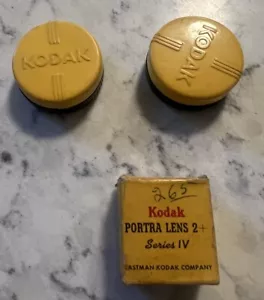 KODAK
KODAK
265
Kodak
PORTRA LENS 2+
Series IV
EASTMAN KODAK COMPANY